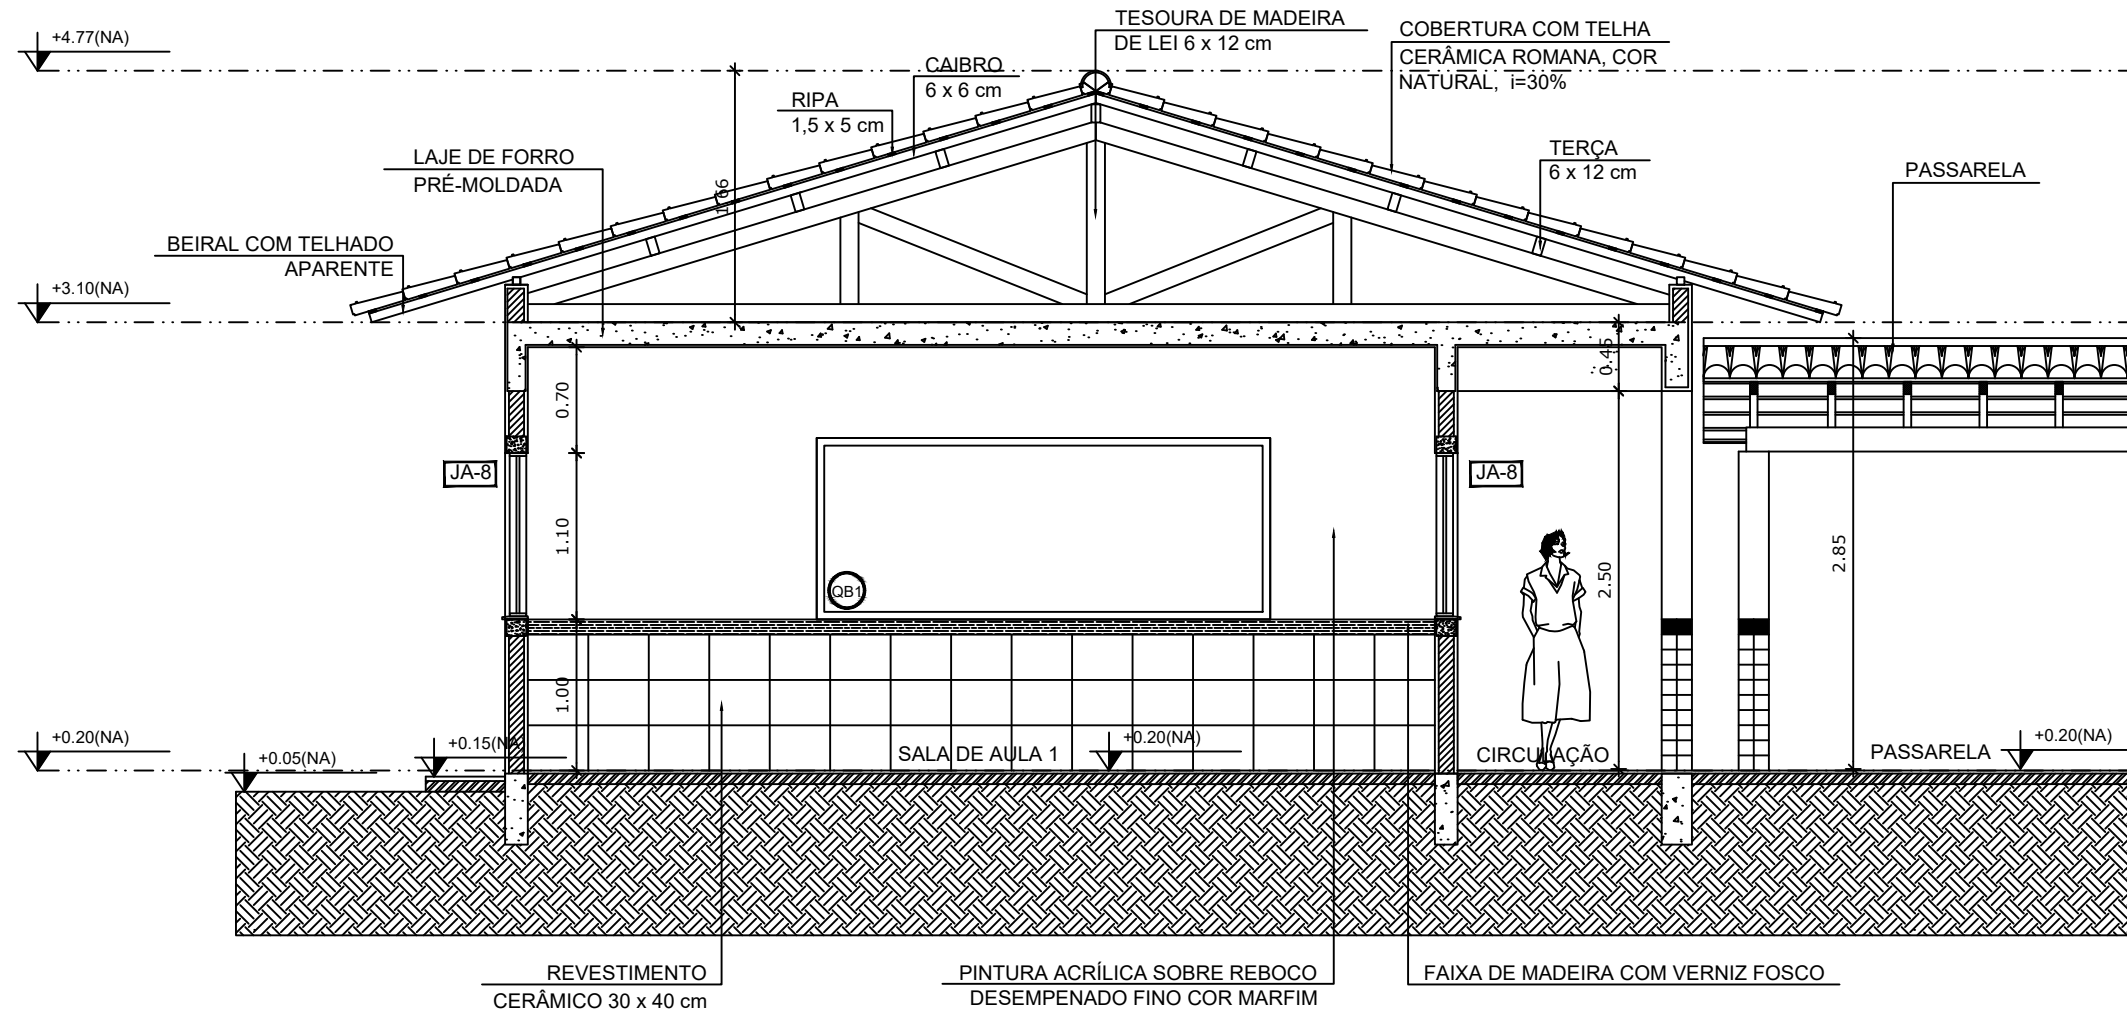 +4.77(NA)
TESOURA DE MADEIRA
DE LEI 6 x 12 cm
COBERTURA COM TELHA
CERÂMICA ROMANA, COR
NATURAL, i=30%
CAIBRO
6 x 6 cm
RIPA
1,5 x 5 cm
LAJE DE FORRO
PRÉ-MOLDADA
TERÇA
6 x 12 cm
PASSARELA
1.66
BEIRAL COM TELHADO
APARENTE
+3.10(NA)
0.45
0.70
JA-8
JA-8
1.10
2.50
2.85
QB1
1.00
+0.20(NA)
+0.05(NA)
+0.15(NA)
SALA DE AULA 1
+0.20(NA)
CIRCULAÇÃO
PASSARELA
+0.20(NA)
REVESTIMENTO
CERÂMICO 30 x 40 cm
PINTURA ACRÍLICA SOBRE REBOCO
DESEMPENADO FINO COR MARFIM
FAIXA DE MADEIRA COM VERNIZ FOSCO